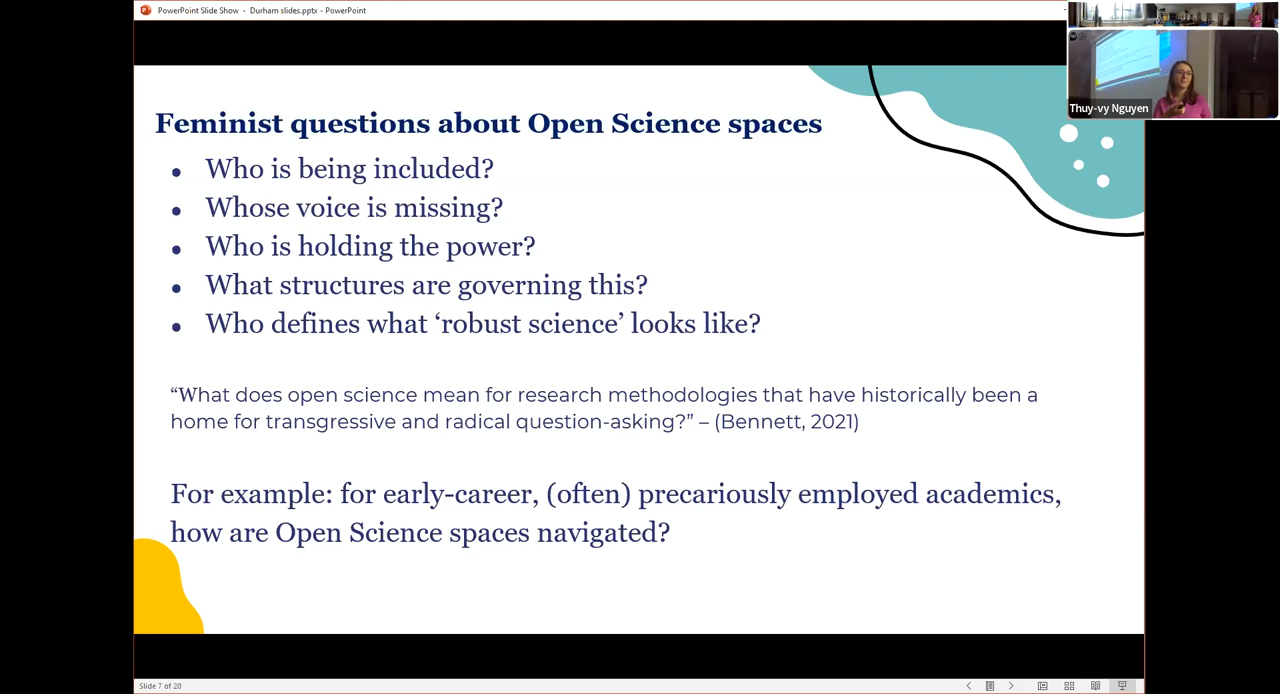 PowerPoint Slide Show - Durham slides.pptx - PowerPoint
Thuy-vy Nguyen
Feminist questions about Open Science spaces
• Who is being included?
• Whose voice is missing?
• Who is holding the power?
• What structures are governing this?
• Who defines what ‘robust science’ looks like?
“What does open science mean for research methodologies that have historically been a
home for transgressive and radical question-asking?” – (Bennett, 2021)
For example: for early-career, (often) precariously employed academics,
how are Open Science spaces navigated?
Slide 7 of 20